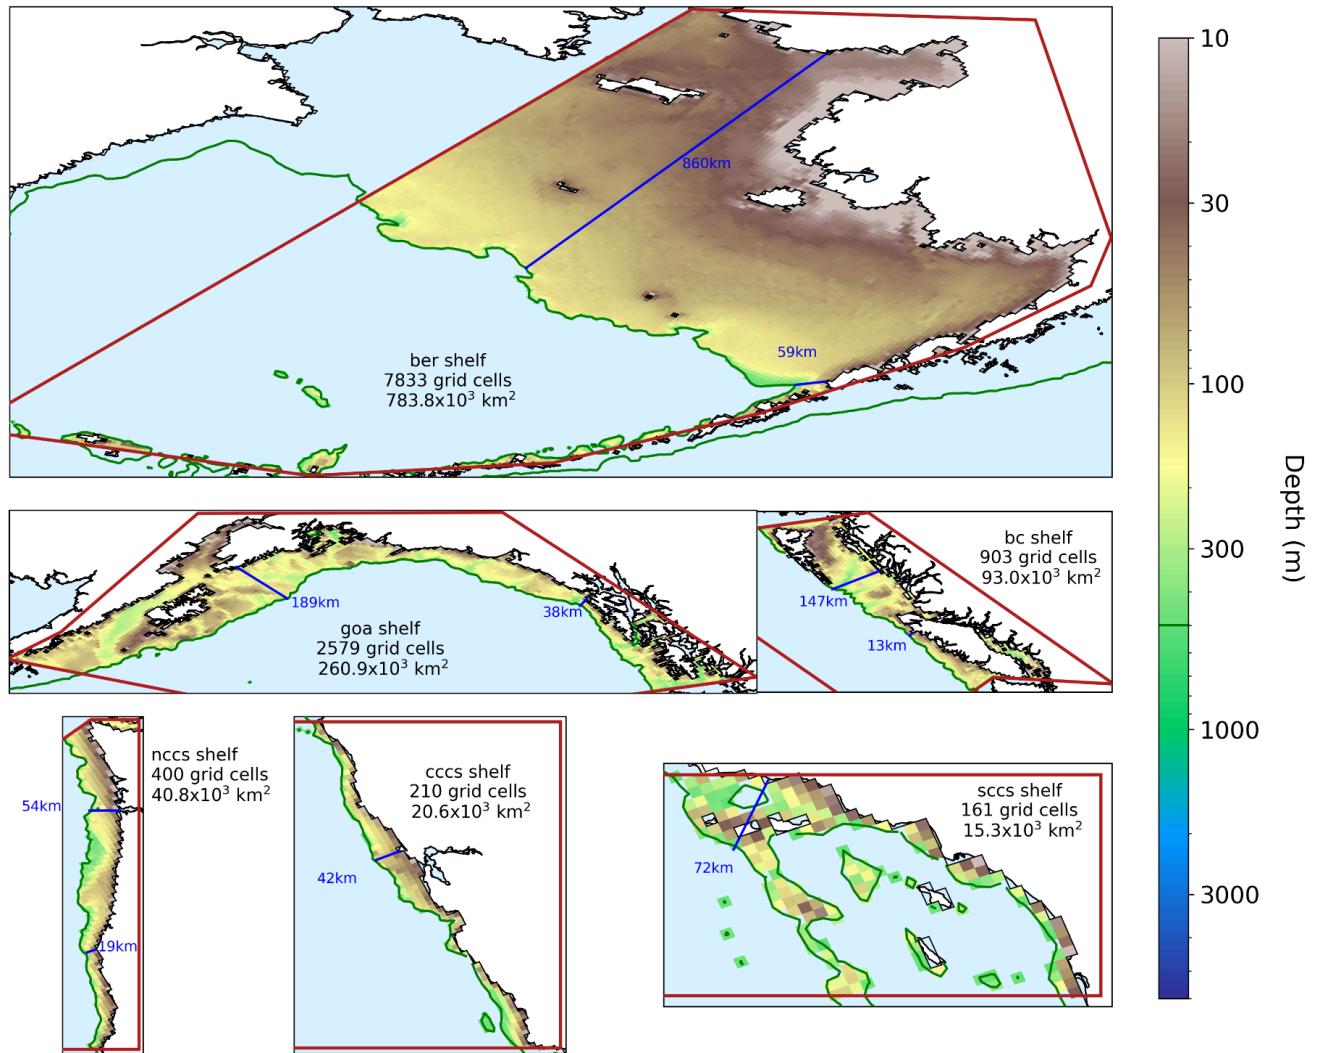 860km
59km
ber shelf
7833 grid cells
783.8x10³ km²
189km
38km
goa shelf
2579 grid cells
260.9x10³ km²
bc shelf
903 grid cells
93.0x10³ km²
147km
13km
nccs shelf
400 grid cells
40.8x10³ km²
54km
19km
cccs shelf
210 grid cells
20.6x10³ km²
42km
sccs shelf
161 grid cells
15.3x10³ km²
72km
10
30
100
300
1000
3000
Depth (m)